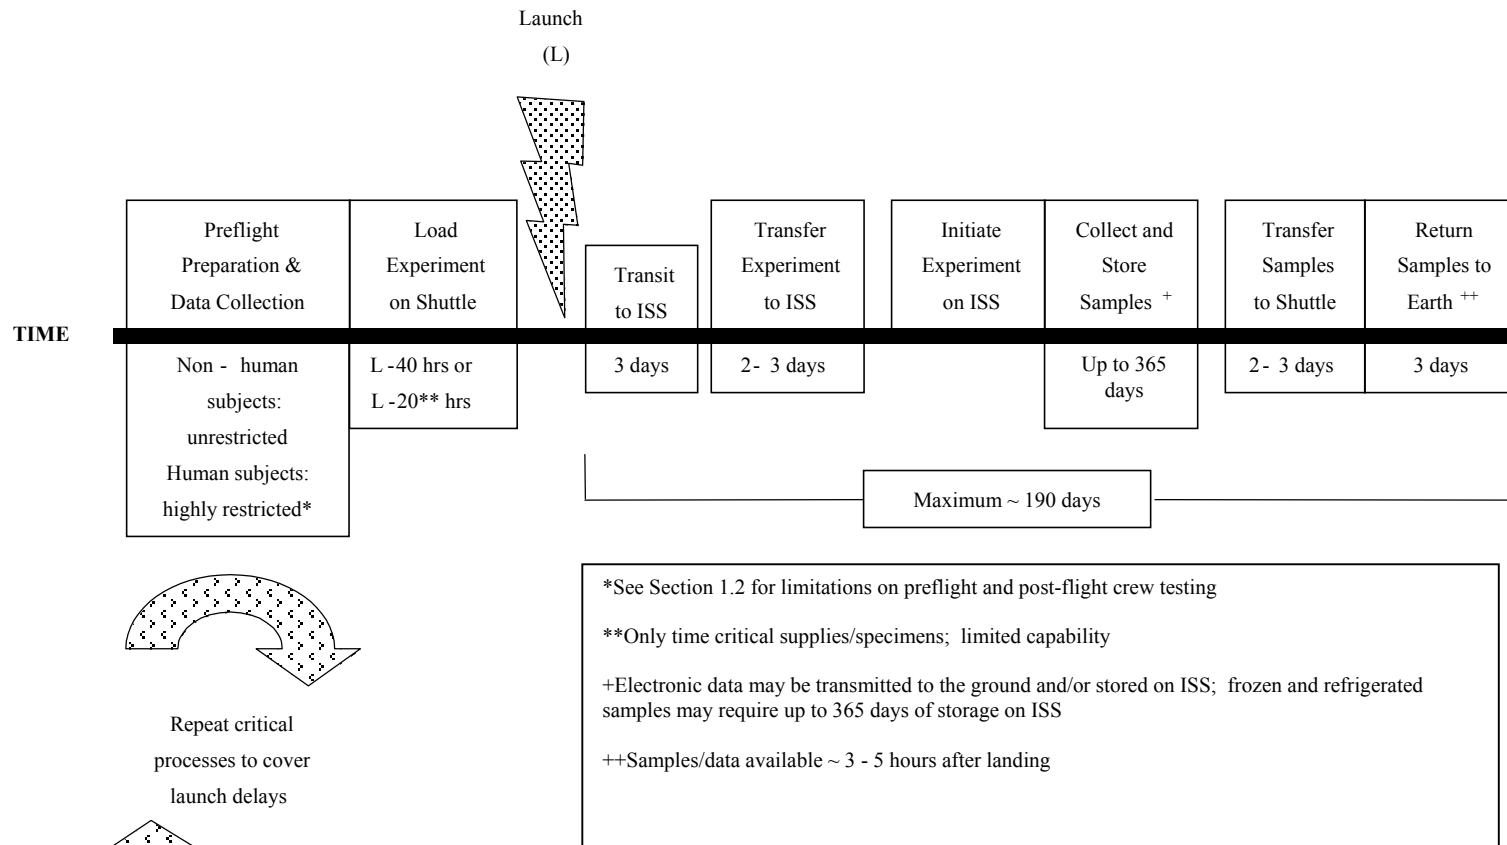 Launch
(L)
Preflight
Preparation &
Data Collection
Load
Experiment
on Shuttle
Transit
to ISS
Transfer
Experiment
to ISS
Initiate
Experiment
on ISS
Collect and
Store
Samples +
Transfer
Samples
to Shuttle
Return
Samples to
Earth ++
TIME
Non - human
subjects:
unrestricted
Human subjects:
highly restricted*
L -40 hrs or
L -20** hrs
3 days
2- 3 days
Up to 365
days
2- 3 days
3 days
Maximum ~ 190 days
*See Section 1.2 for limitations on preflight and post-flight crew testing
**Only time critical supplies/specimens; limited capability
+Electronic data may be transmitted to the ground and/or stored on ISS; frozen and refrigerated
samples may require up to 365 days of storage on ISS
++Samples/data available ~ 3 - 5 hours after landing
Repeat critical
processes to cover
launch delays